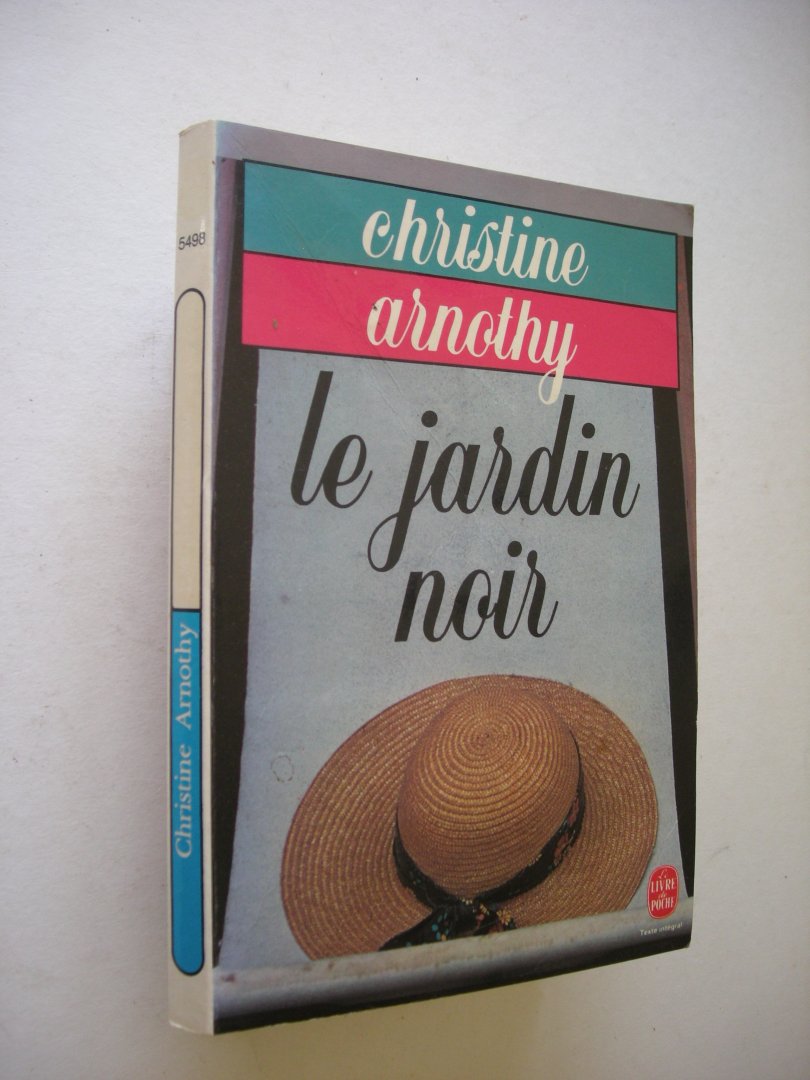 5498
Christine Arnothy
christine
arnothy
le jardin
noir
Le
LIVRE
de
POCHE
Texte intégral